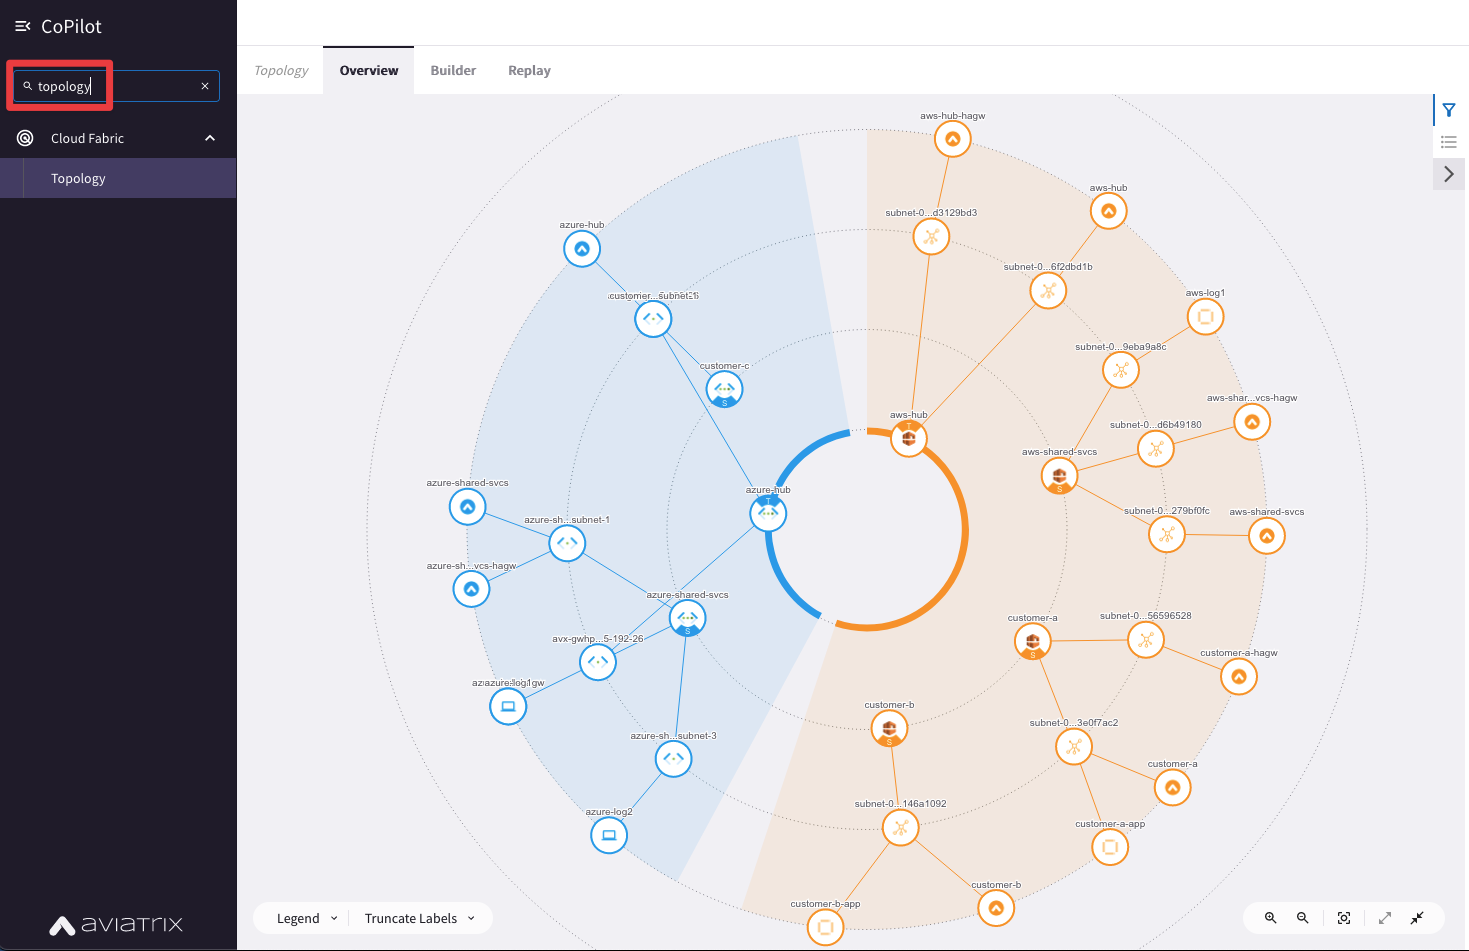 CoPilot
topology
Cloud Fabric
Topology
aviatrix
Topology
Overview
Builder
Replay
aws-hub-hagw
aws-hub
subnet-0...d3129bd3
azure-hub
subnet-0...6f2dbd1b
aws-log1
customer...subnet-1
subnet-0...9eba9a8c
customer-c
aws-shar...vcs-hagw
aws-hub
subnet-0...d6b49180
T
aws-shared-svcs
S
azure-shared-svcs
azure-hub
T
S
azure-sh...subnet-1
subnet-0...279bf0fc
aws-shared-svcs
azure-sh...vcs-hagw
azure-shared-svcs
S
customer-a
subnet-0...56596528
avx-gwhp...5-192-26
customer-a-hagw
S
azure-log1
customer-b
subnet-0...3e0f7ac2
azure-sh...subnet-3
S
customer-a
subnet-0...146a1092
azure-log2
customer-a-app
customer-b
customer-b-app
Legend
Truncate Labels